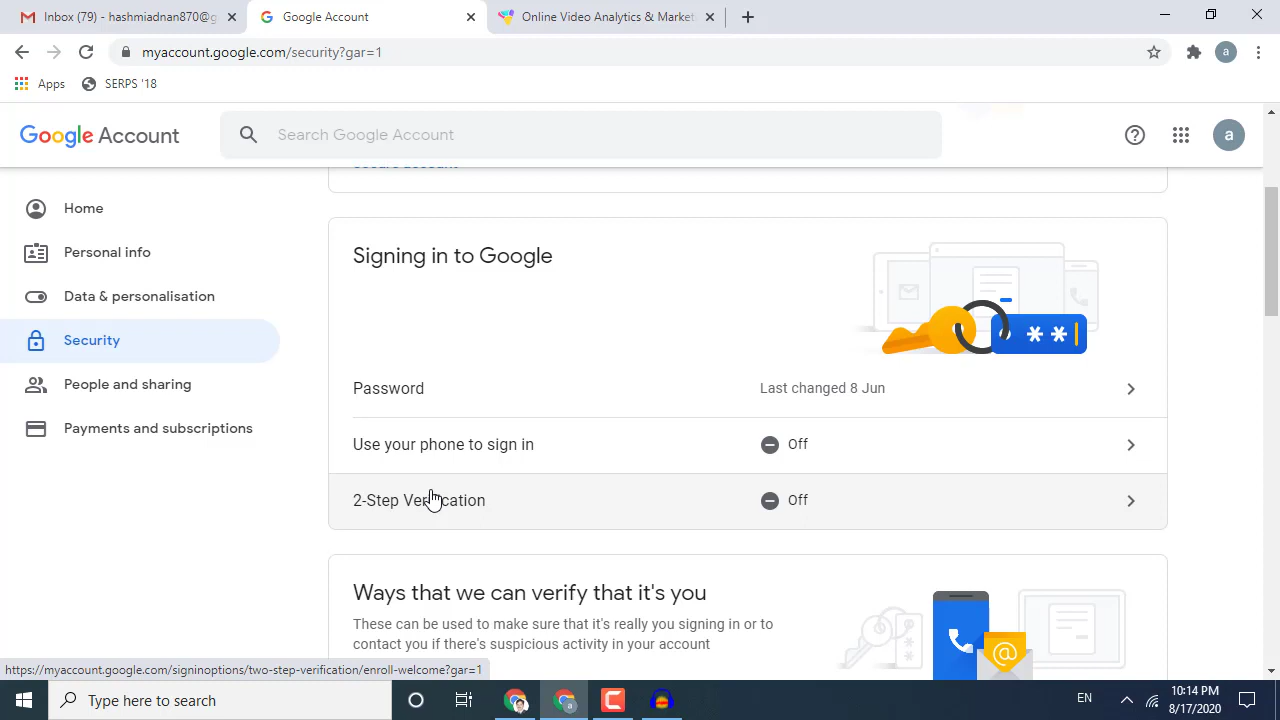 Inbox (79) - hashmiadnan870@g
Google Account
Online Video Analytics & Market
myaccount.google.com/security?gar=1
a
Apps
SERPS '18
Google Account
Search Google Account
a
Home
Personal info
Data & personalisation
Security
People and sharing
Payments and subscriptions
Signing in to Google
**
Password
Last changed 8 Jun
Use your phone to sign in
Off
2-Step Verification
Off
Ways that we can verify that it's you
These can be used to make sure that it's really you signing in or to
contact you if there's suspicious activity in your account
***
@
https://myaccount.google.com/signinoptions/two-step-verification/enroll-welcome?gar=1
Type here to search
EN
10:14 PM
8/17/2020